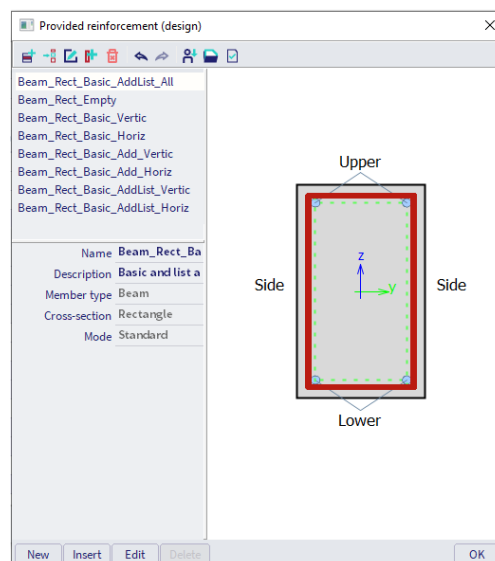 Provided reinforcement (design)
Beam_Rect_Basic_AddList_All
Beam_Rect_Empty
Beam_Rect_Basic_Vertic
Beam_Rect_Basic_Horiz
Beam_Rect_Basic_Add_Vertic
Beam_Rect_Basic_Add_Horiz
Beam_Rect_Basic_AddList_Vertic
Beam_Rect_Basic_AddList_Horiz
Name Beam_Rect_Ba
Description Basic and list a
Member type Beam
Cross-section Rectangle
Mode Standard
Upper
z
Side y Side
Lower
New Insert Edit Delete OK